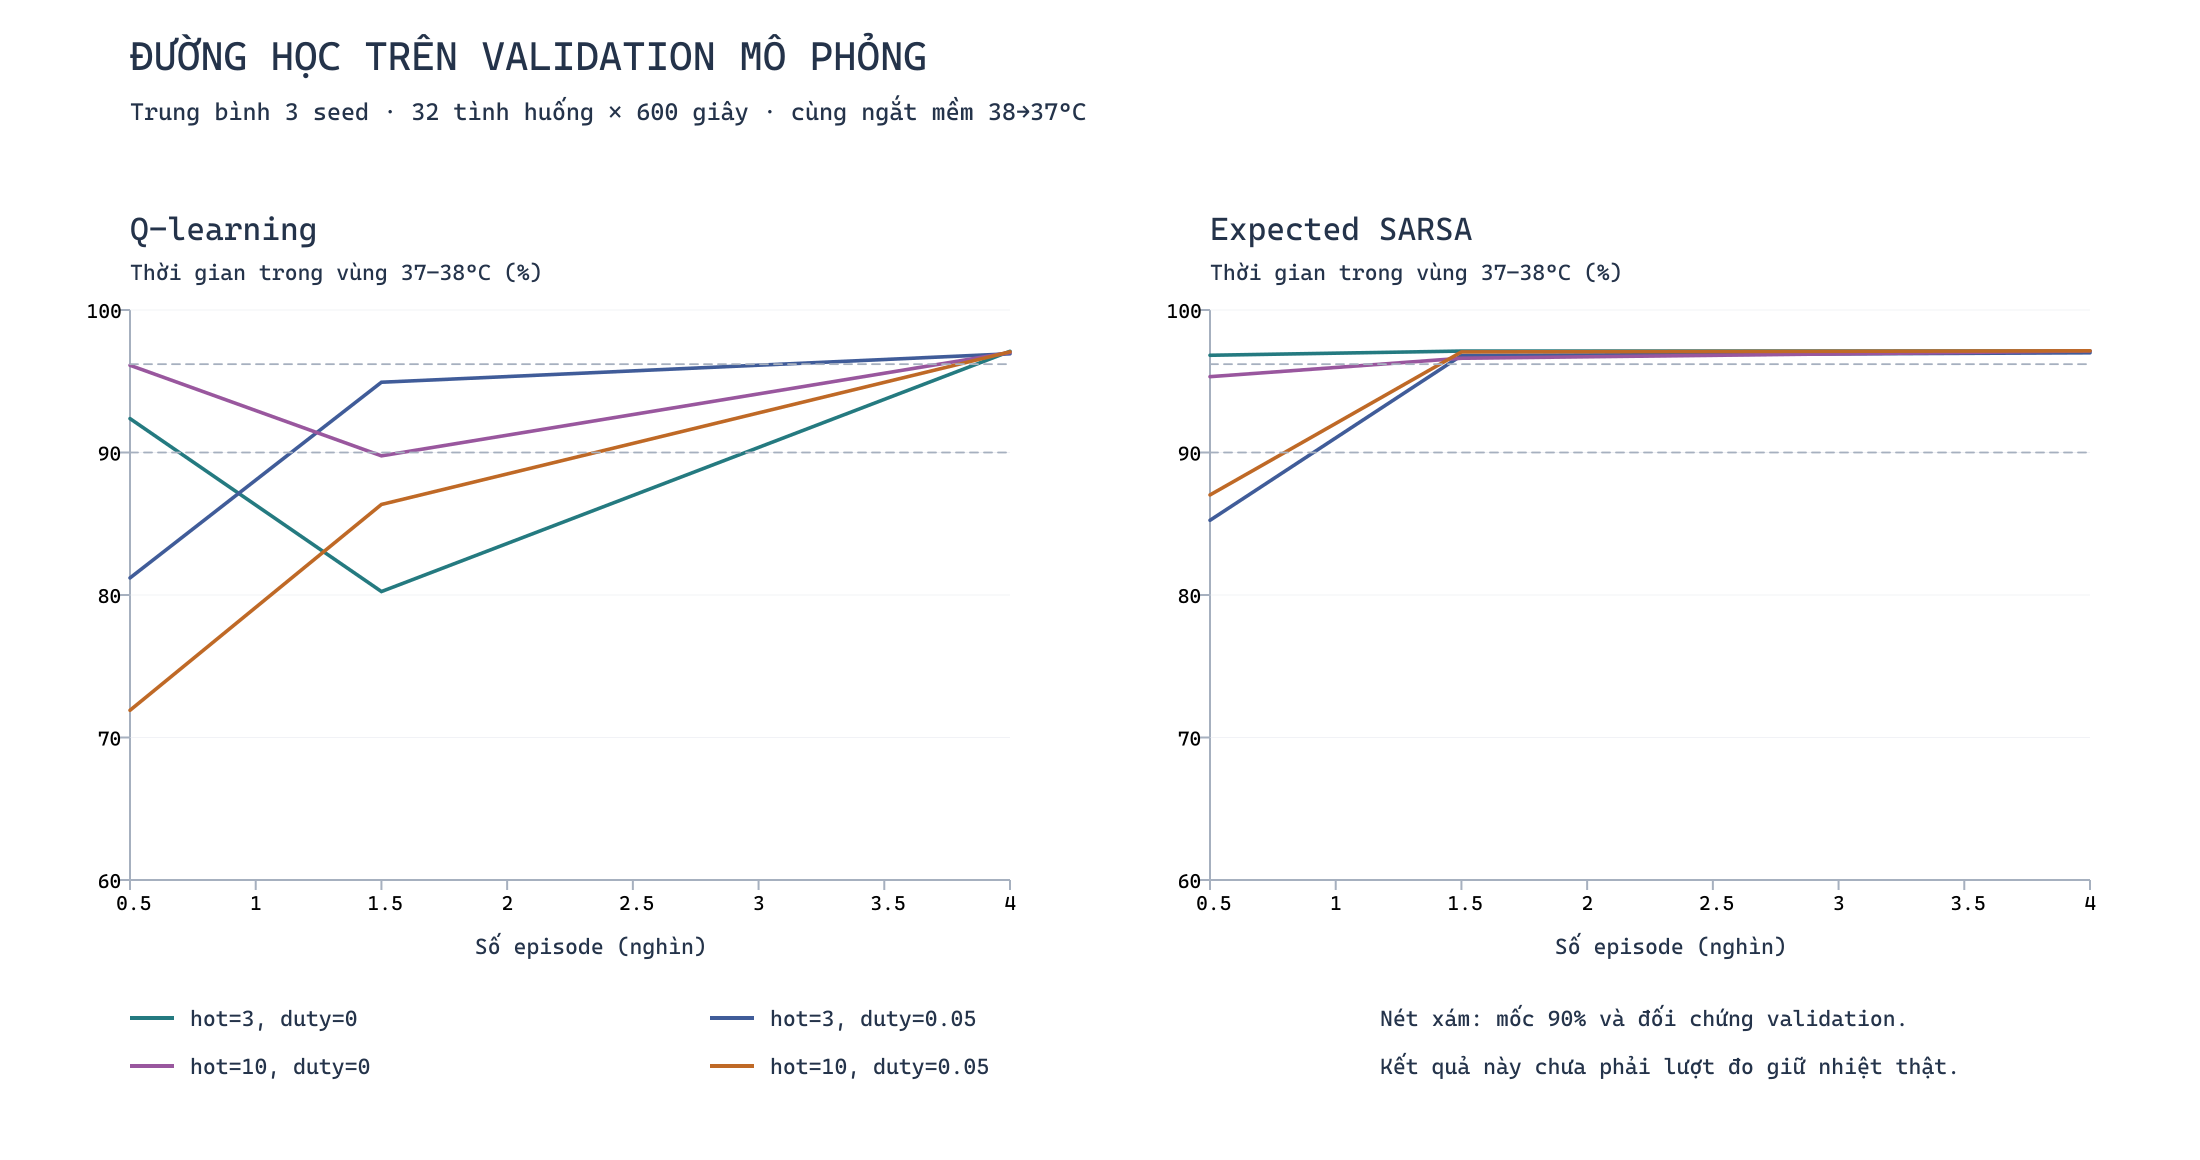 ĐƯỜNG HỌC TRÊN VALIDATION MÔ PHỎNG
Trung bình 3 seed · 32 tình huống × 600 giây · cùng ngắt mềm 38→37°C
Q–learning
Thời gian trong vùng 37–38°C (%)
100
90
80
70
60
0.5 1 1.5 2 2.5 3 3.5 4
Số episode (nghìn)
Expected SARSA
Thời gian trong vùng 37–38°C (%)
100
90
80
70
60
0.5 1 1.5 2 2.5 3 3.5 4
Số episode (nghìn)
hot=3, duty=0
hot=3, duty=0.05
hot=10, duty=0
hot=10, duty=0.05
Nét xám: mốc 90% và đối chứng validation.
Kết quả này chưa phải lượt đo giữ nhiệt thật.